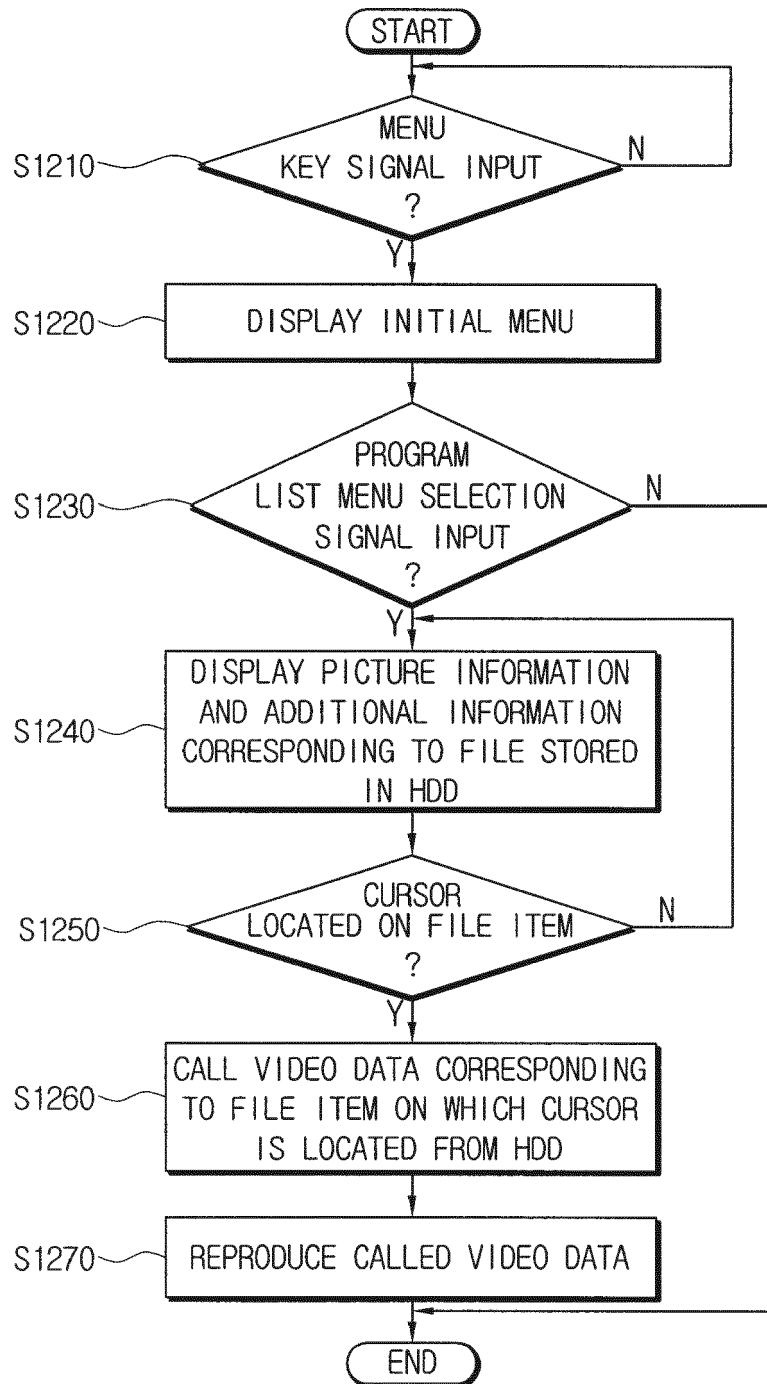 START
MENU
KEY SIGNAL INPUT
?
S1210
N
Y
S1220
DISPLAY INITIAL MENU
PROGRAM
LIST MENU SELECTION
SIGNAL INPUT
?
S1230
N
Y
S1240
DISPLAY PICTURE INFORMATION
AND ADDITIONAL INFORMATION
CORRESPONDING TO FILE STORED
IN HDD
CURSOR
LOCATED ON FILE ITEM
?
S1250
N
Y
S1260
CALL VIDEO DATA CORRESPONDING
TO FILE ITEM ON WHICH CURSOR
IS LOCATED FROM HDD
S1270
REPRODUCE CALLED VIDEO DATA
END